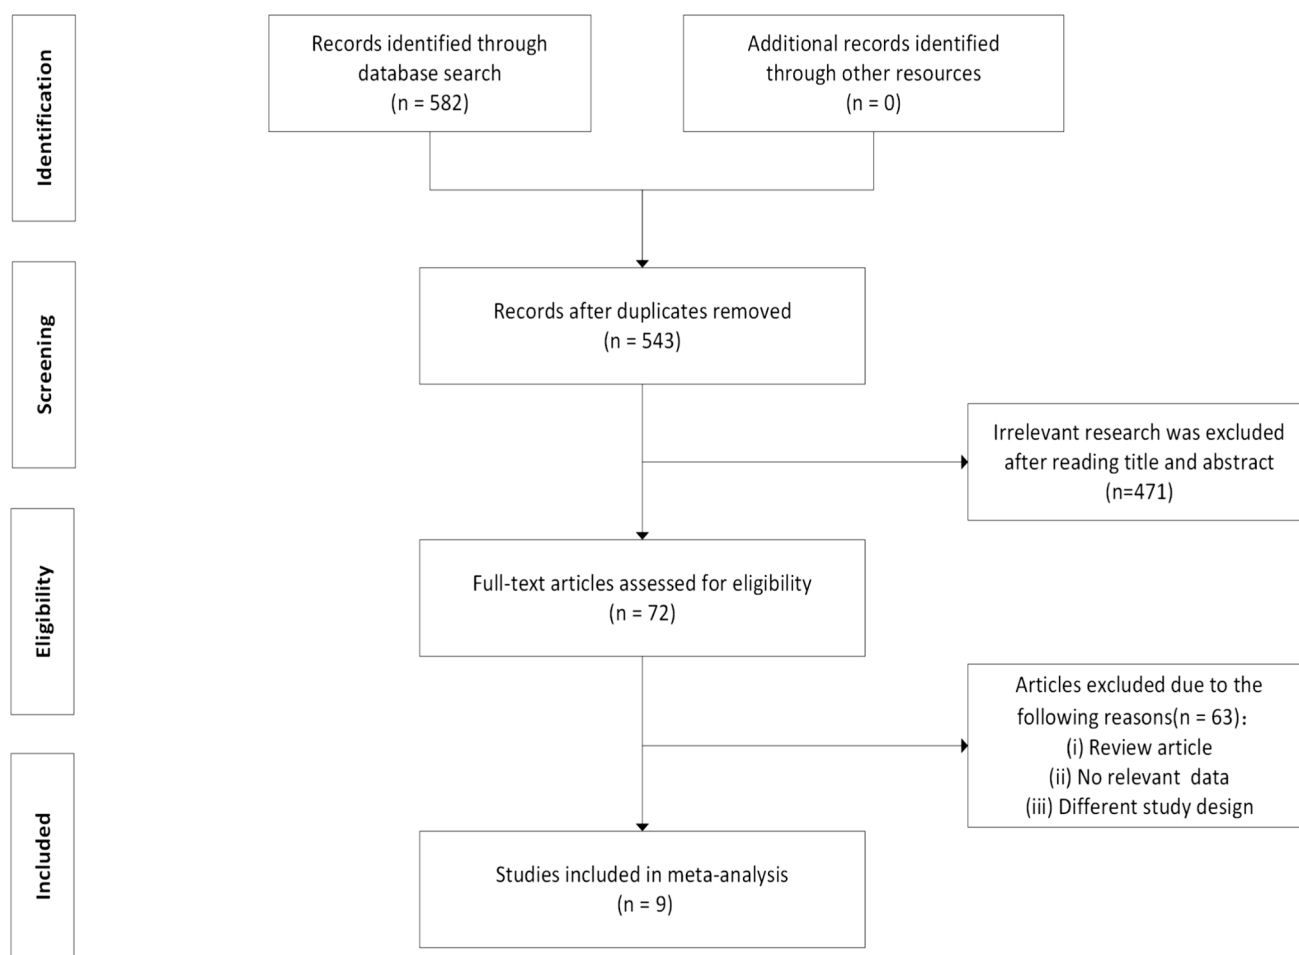 Identification
Records identified through
database search
(n = 582)
Additional records identified
through other resources
(n = 0)
Screening
Records after duplicates removed
(n = 543)
Irrelevant research was excluded
after reading title and abstract
(n=471)
Eligibility
Full-text articles assessed for eligibility
(n = 72)
Articles excluded due to the
following reasons(n = 63)：
(i) Review article
(ii) No relevant data
(iii) Different study design
Included
Studies included in meta-analysis
(n = 9)